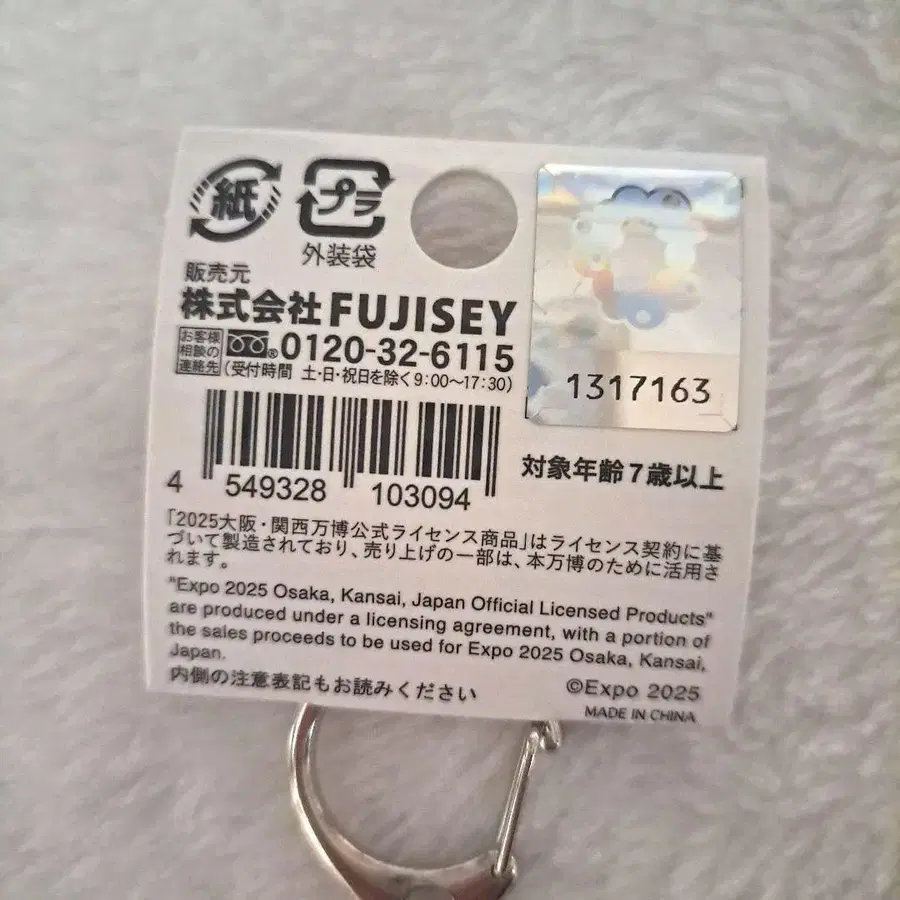 紙
プラ
外装袋
販売元
株式会社FUJISEY
お客様
相談の
連絡先
0120-32-6115
(受付時間 土・日・祝日を除く9:00〜17:30)
1317163
4 549328 103094
対象年齢7歳以上
「2025大阪・関西万博公式ライセンス商品」はライセンス契約に基
づいて製造されており、売り上げの一部は、本万博のために活用さ
れます。
"Expo 2025 Osaka, Kansai, Japan Official Licensed Products"
are produced under a licensing agreement, with a portion of
the sales proceeds to be used for Expo 2025 Osaka, Kansai,
Japan.
内側の注意表記もお読みください
©Expo 2025
MADE IN CHINA